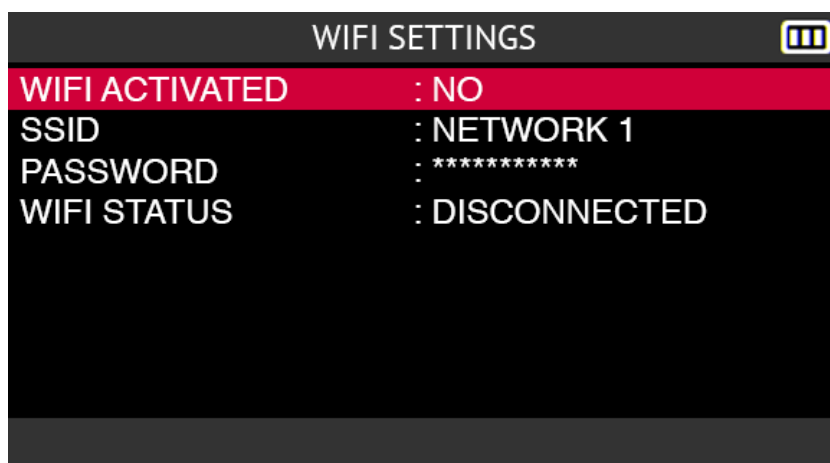 WIFI SETTINGS
WIFI ACTIVATED : NO
SSID : NETWORK 1
PASSWORD : ***********
WIFI STATUS : DISCONNECTED